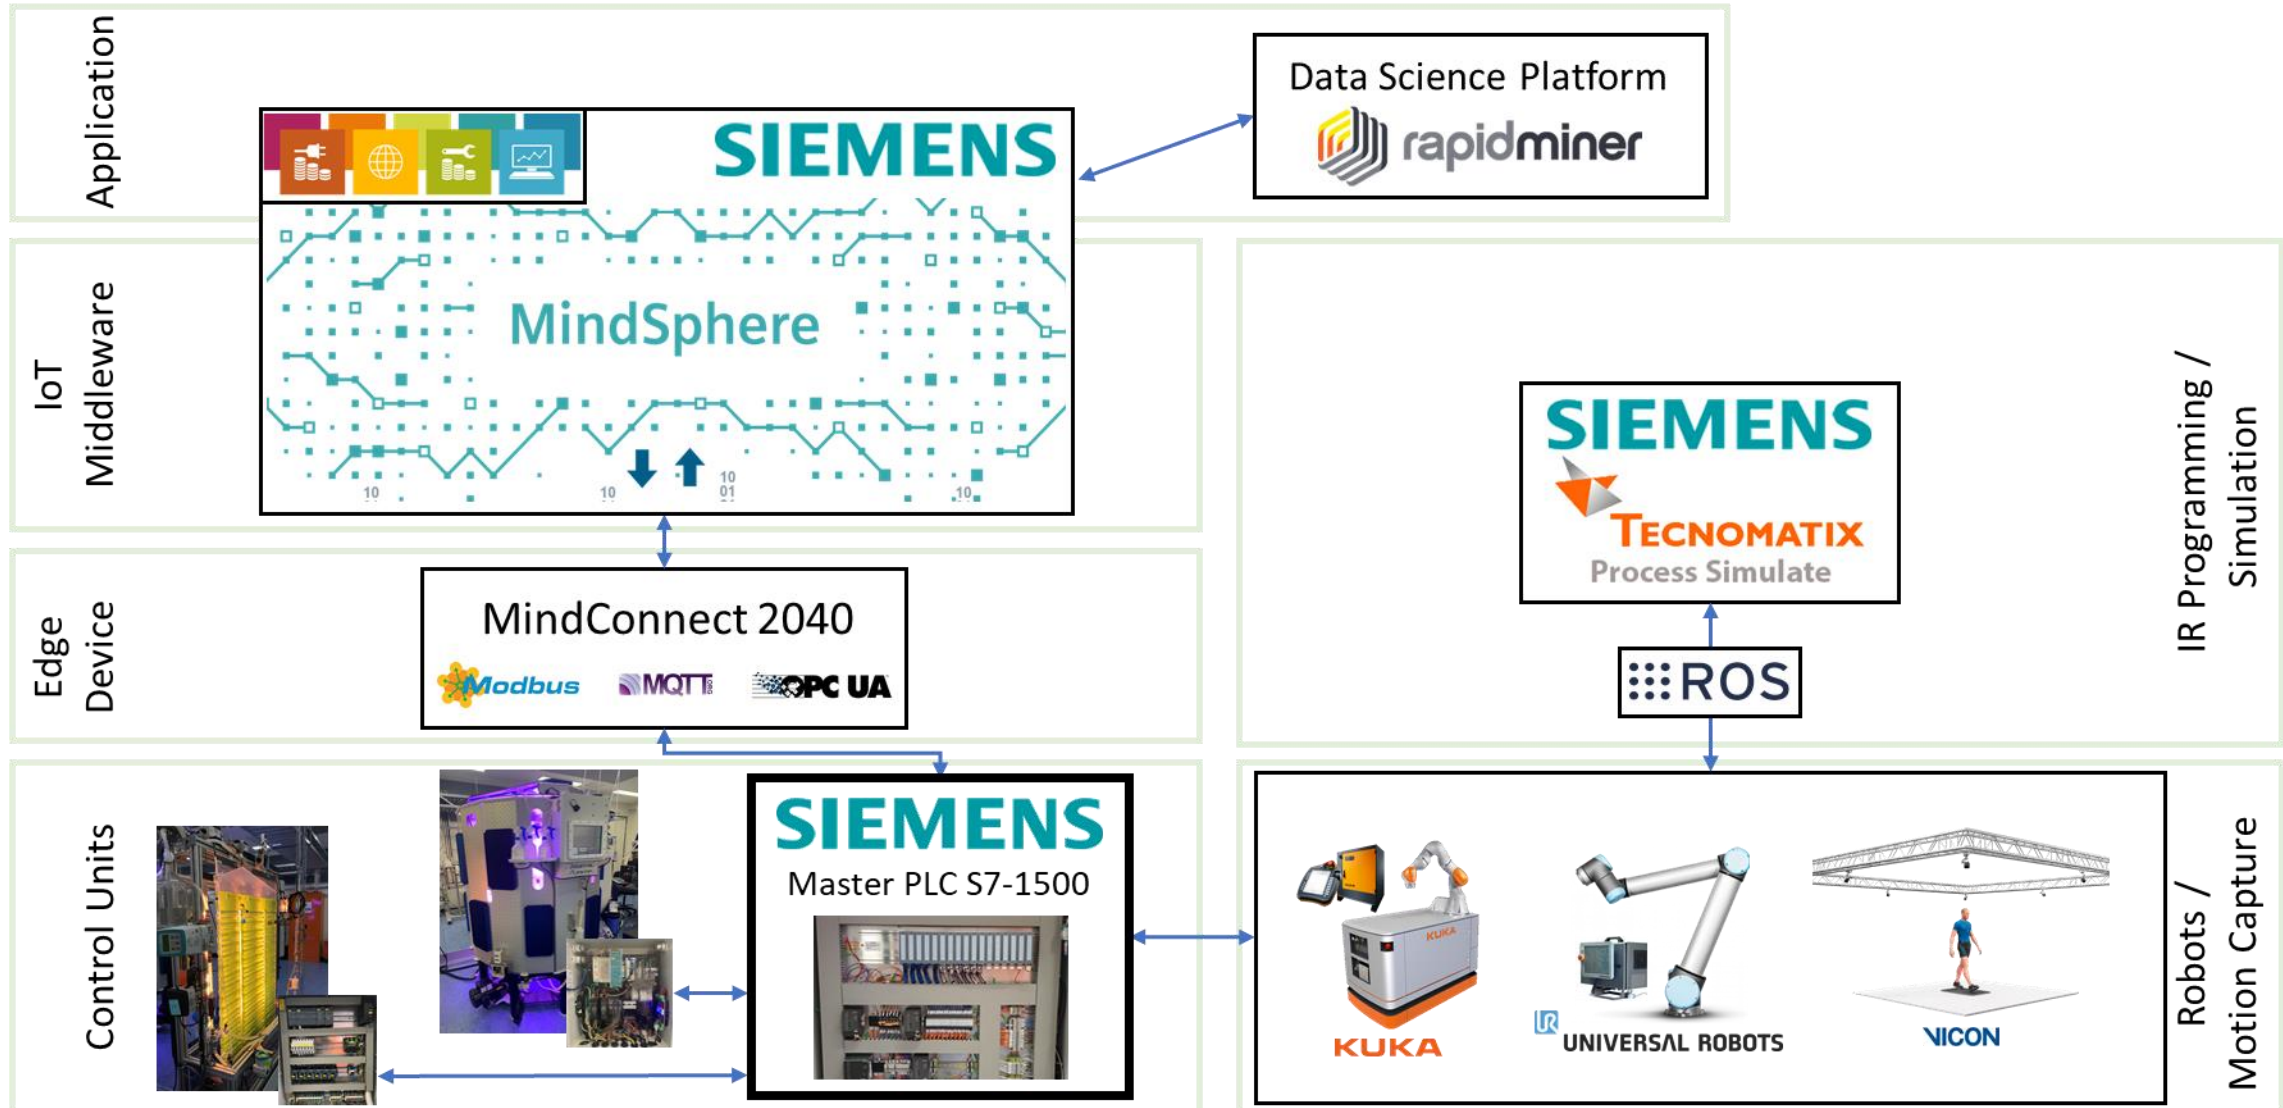 Application
SIEMENS
MindSphere
10
10
10
01
10
Data Science Platform
rapidminer
IoT
Middleware
SIEMENS
TECNOMATIX
Process Simulate
ROS
IR Programming /
Simulation
Edge
Device
MindConnect 2040
Modbus
MQTT
OPC UA
Control Units
SIEMENS
Master PLC S7-1500
KUKA
KUKA
UR
UNIVERSAL ROBOTS
VICON
Robots /
Motion Capture